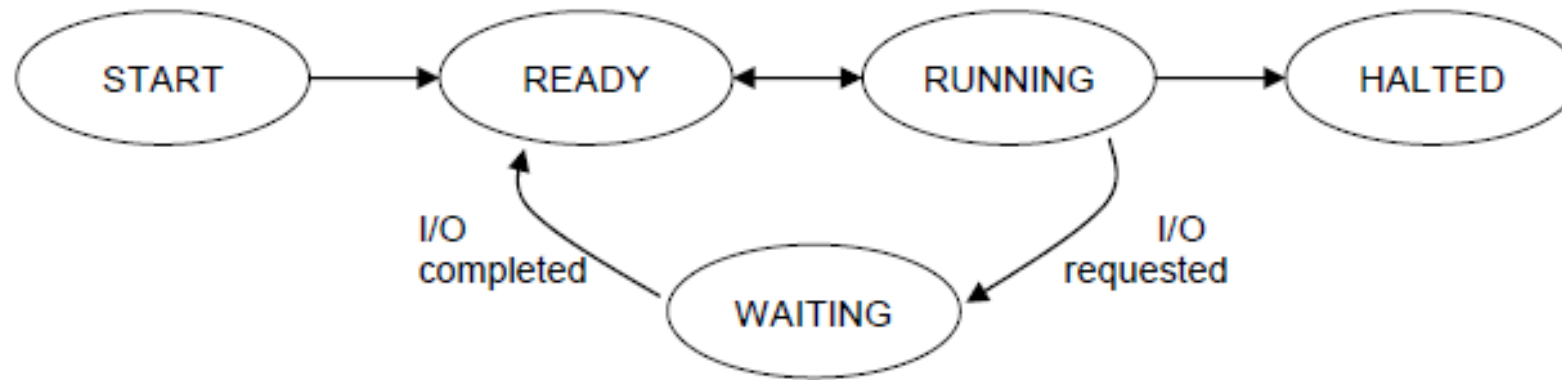 START
READY
RUNNING
HALTED
I/O
completed
I/O
requested
WAITING